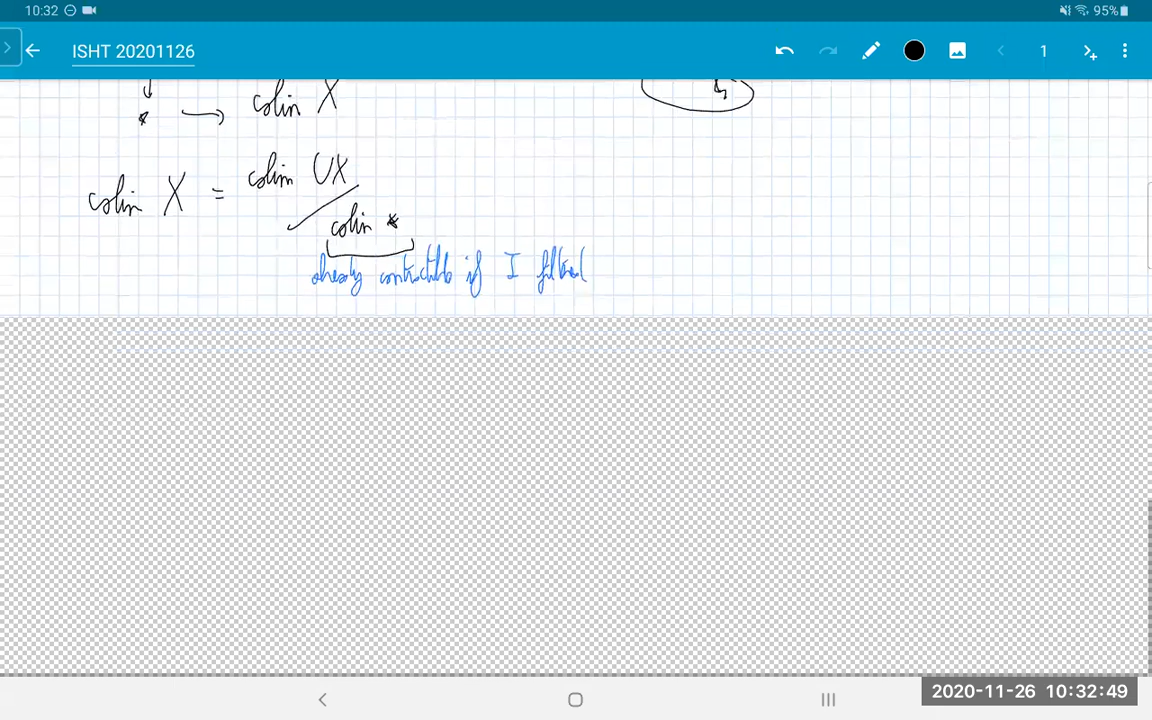 10:32 95%
ISHT 20201126 1
↓
* → colim X
colim X = colim UX / colim *
already contractible if I filtered
2020-11-26 10:32:49